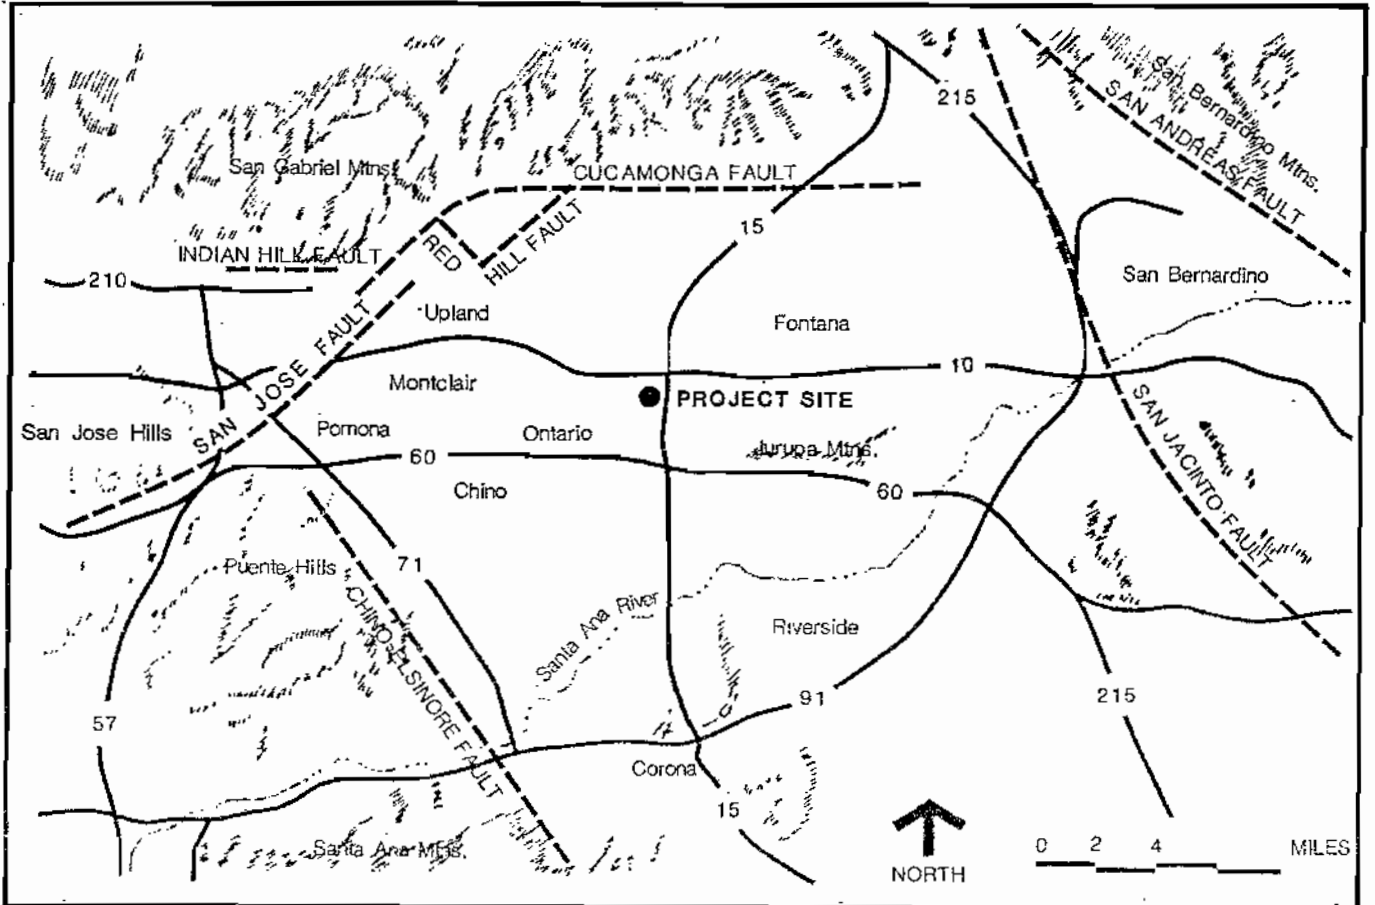 215
San Bernardino Mtns.
SAN ANDREAS FAULT
San Gabriel Mtns.
CUCAMONGA FAULT
15
RED
HILL FAULT
INDIAN HILL FAULT
210
San Bernardino
Upland
Fontana
SAN JOSE FAULT
10
Montclair
PROJECT SITE
San Jose Hills
Pomona
Ontario
Jurupa Mtns.
SAN JACINTO FAULT
60
Chino
60
Puente Hills
71
CHINO-ELSINORE FAULT
Santa Ana River
Riverside
57
91
215
Corona
15
Santa Ana Mtns.
NORTH
0 2 4 MILES